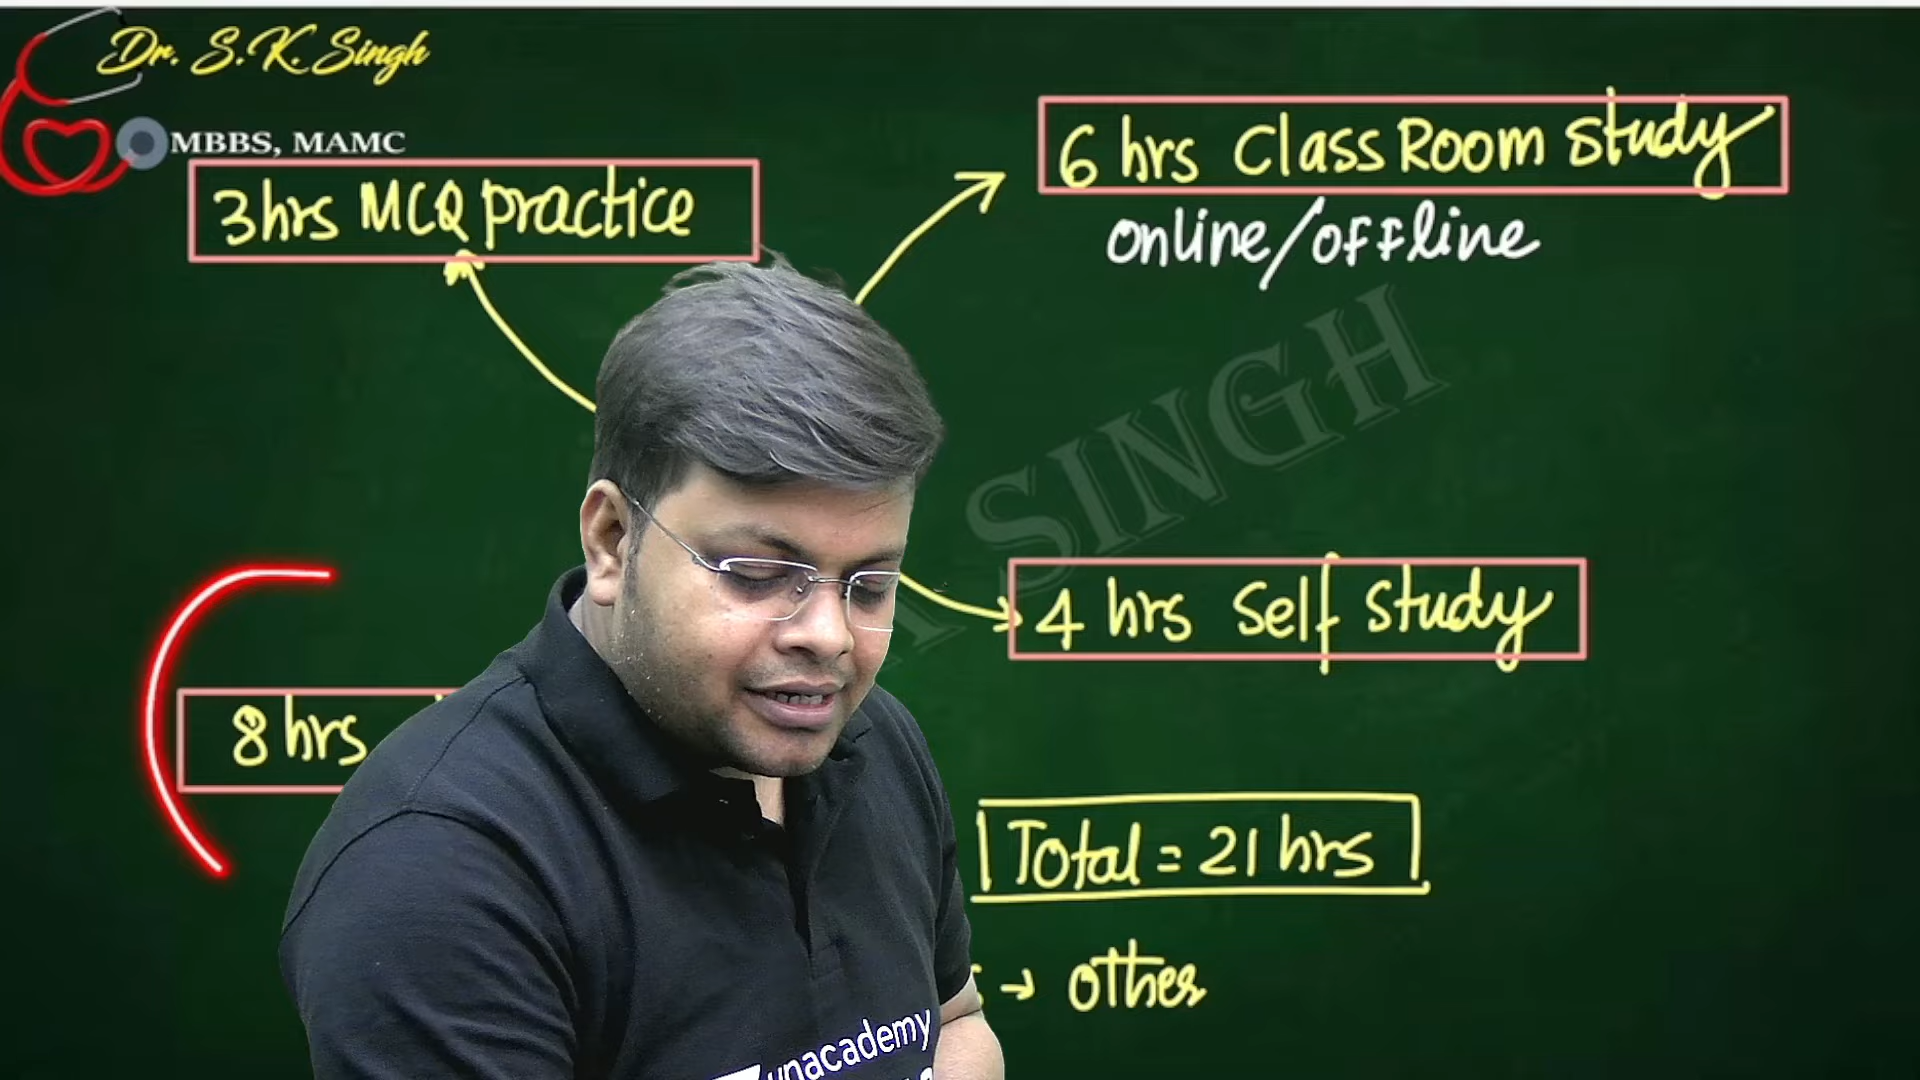 Dr. S.K. Singh
MBBS, MAMC
3hrs MCQ practice
6 hrs Class Room Study
online/offline
SINGH
4 hrs Self Study
8 hrs
Total = 21 hrs
→ other
unacademy